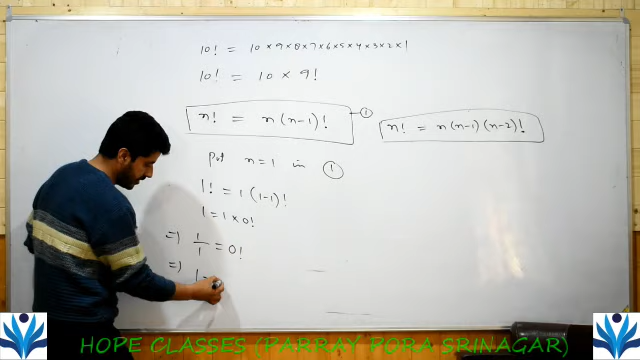 10! = 10 × 9 × 8 × 7 × 6 × 5 × 4 × 3 × 2 × 1
10! = 10 × 9!
n! = n (n-1)! ①
n! = n(n-1)(n-2)!
Put n=1 in ①
1! = 1 (1-1)!
1 = 1 × 0!
=) 1/1 = 0!
=) 1 =
HOPE CLASSES (PARRAY PORA SRINAGAR)